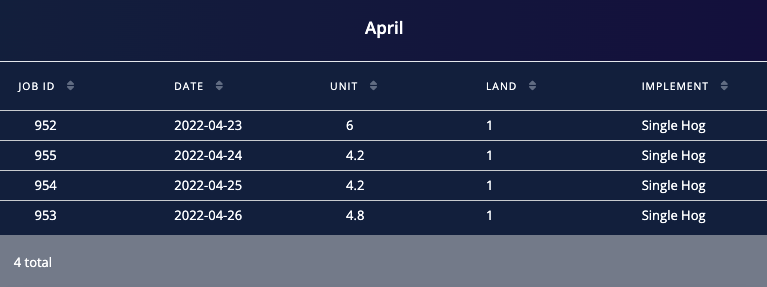 April
JOB ID DATE UNIT LAND IMPLEMENT
952 2022-04-23 6 1 Single Hog
955 2022-04-24 4.2 1 Single Hog
954 2022-04-25 4.2 1 Single Hog
953 2022-04-26 4.8 1 Single Hog
4 total